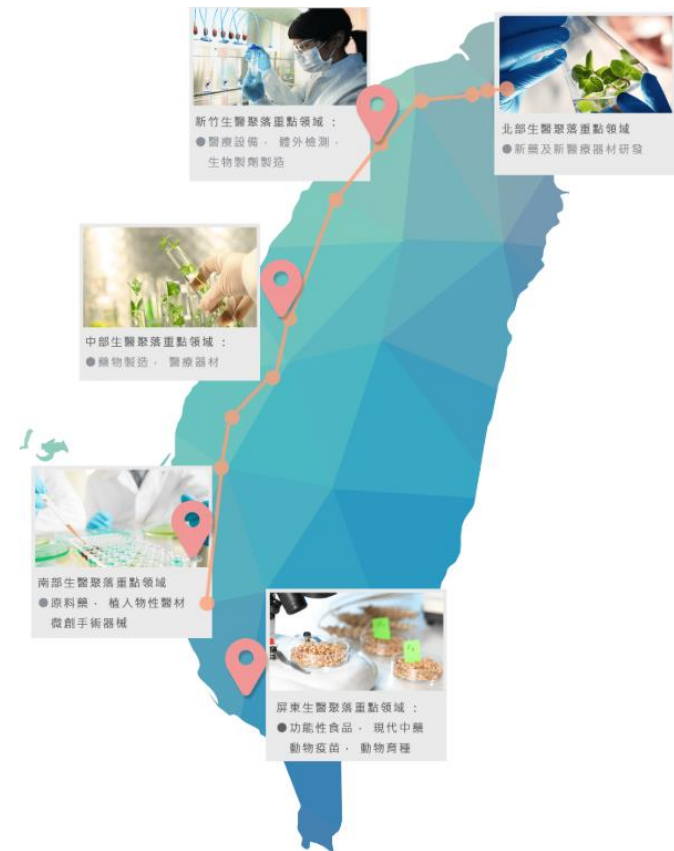 新竹生醫聚落重點領域：
●醫療設備， 體外檢測，
生物製劑製造
北部生醫聚落重點領域
●新藥及新醫療器材研發
中部生醫聚落重點領域：
●藥物製造， 醫療器材
南部生醫聚落重點領域
●原料藥， 植入物性醫材
微創手術器械
屏東生醫聚落重點領域：
●功能性食品， 現代中藥
動物疫苗， 動物育種